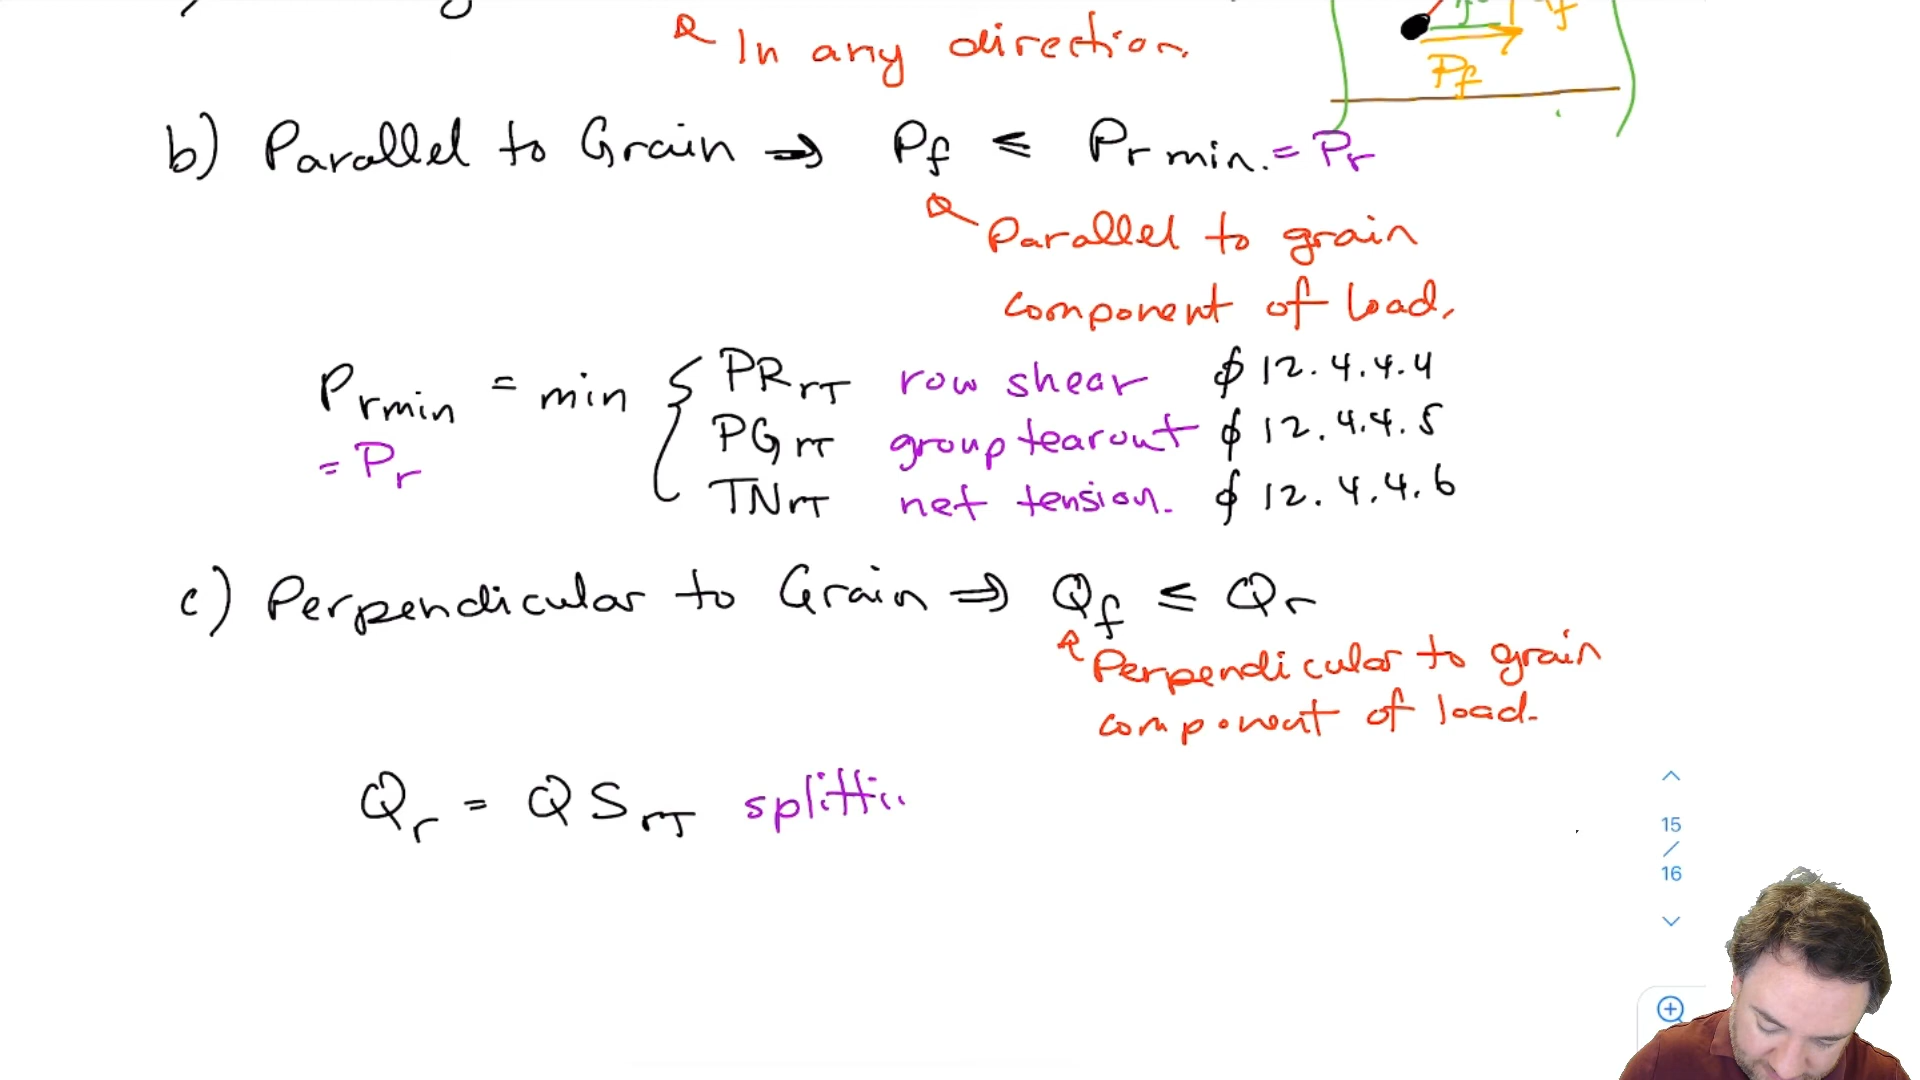 In any direction.
Pf
b) Parallel to Grain → Pf ≤ Pr min. = Pr
Parallel to grain
component of load.
Prmin = min { PRrT row shear § 12.4.4.4
= Pr
PGrT group tearout § 12.4.4.5
TNrT net tension. § 12.4.4.6
c) Perpendicular to Grain ⇒ Qf ≤ Qr
Perpendicular to grain
component of load.
Qr = QSrT splitti
15
/
16